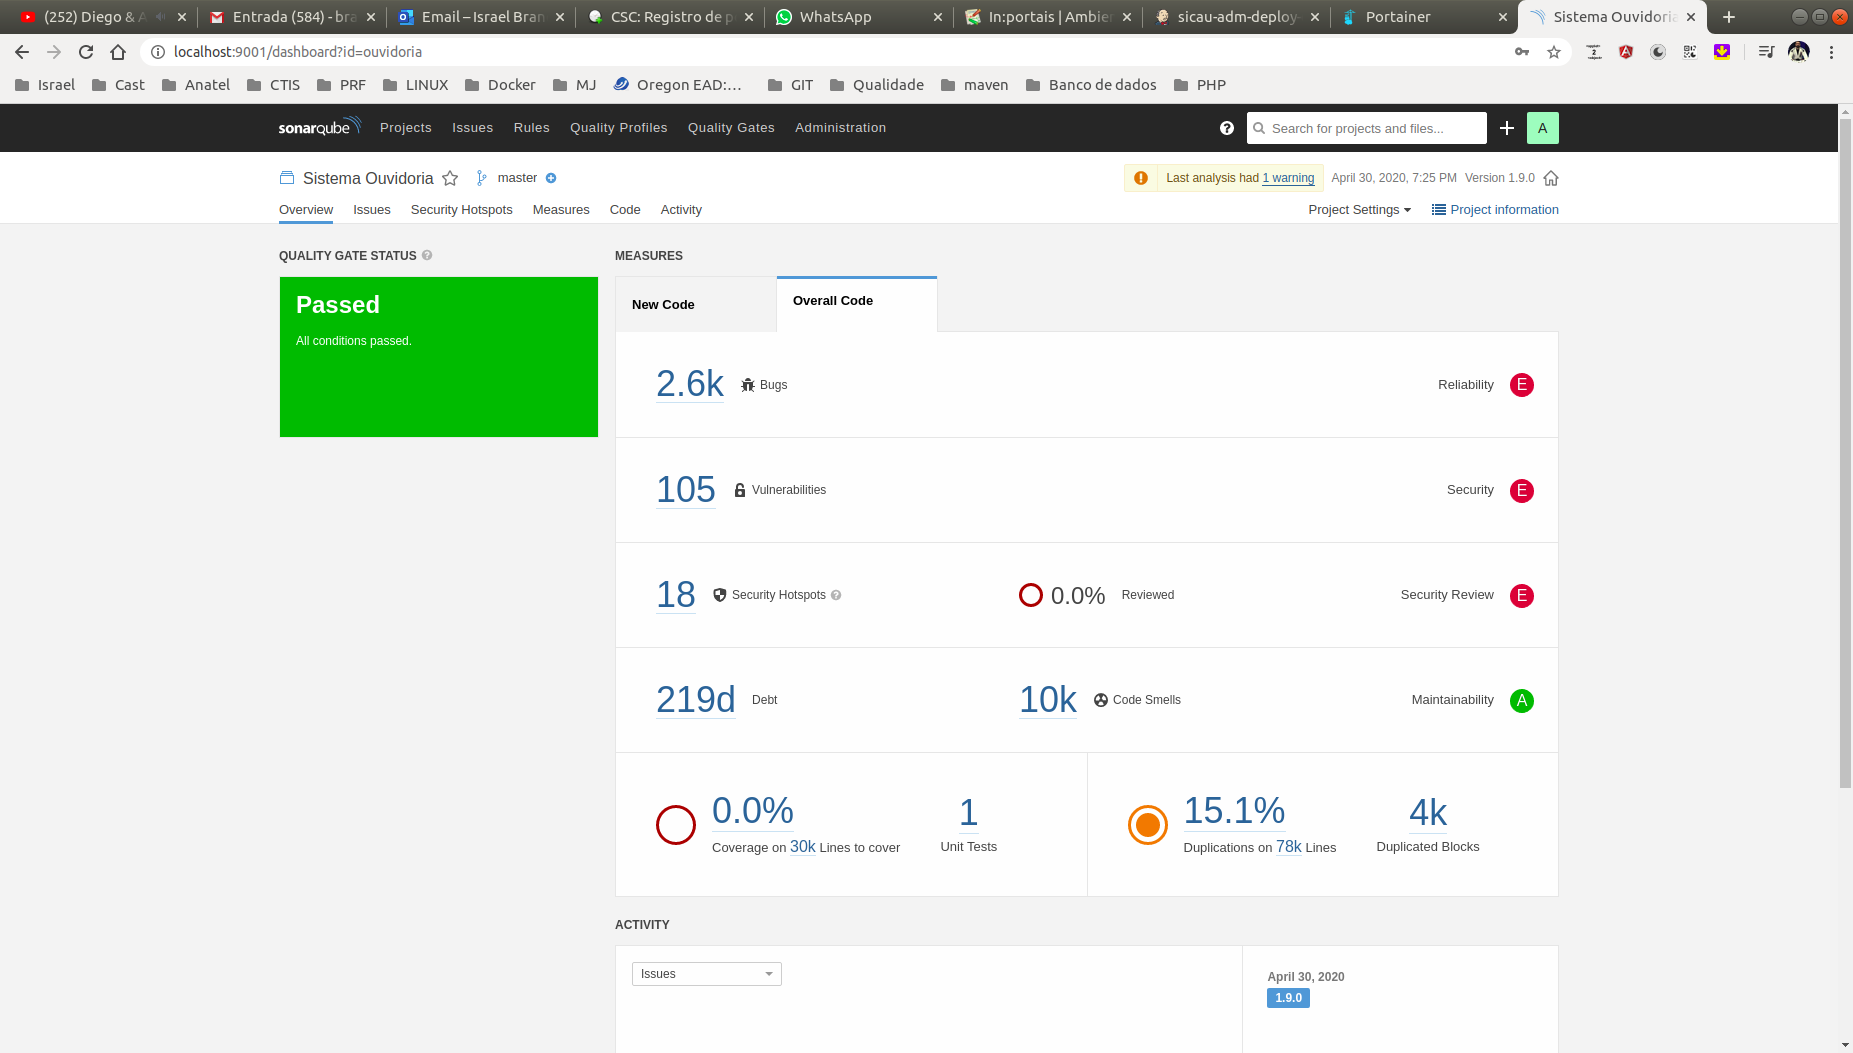 (252) Diego & A
Entrada (584) - bra
Email – Israel Bran
CSC: Registro de p
WhatsApp
In:portais | Ambier
sicau-adm-deploy
Portainer
Sistema Ouvidoria
localhost:9001/dashboard?id=ouvidoria
Israel Cast Anatel CTIS PRF LINUX Docker MJ Oregon EAD:... GIT Qualidade maven Banco de dados PHP
sonarqube Projects Issues Rules Quality Profiles Quality Gates Administration Search for projects and files... A
Sistema Ouvidoria master Last analysis had 1 warning April 30, 2020, 7:25 PM Version 1.9.0
Overview Issues Security Hotspots Measures Code Activity Project Settings Project information
QUALITY GATE STATUS
Passed
All conditions passed.
MEASURES
New Code Overall Code
2.6k Bugs Reliability E
105 Vulnerabilities Security E
18 Security Hotspots 0.0% Reviewed Security Review E
219d Debt 10k Code Smells Maintainability A
0.0% 1 15.1% 4k
Coverage on 30k Lines to cover Unit Tests Duplications on 78k Lines Duplicated Blocks
ACTIVITY
Issues
April 30, 2020
1.9.0